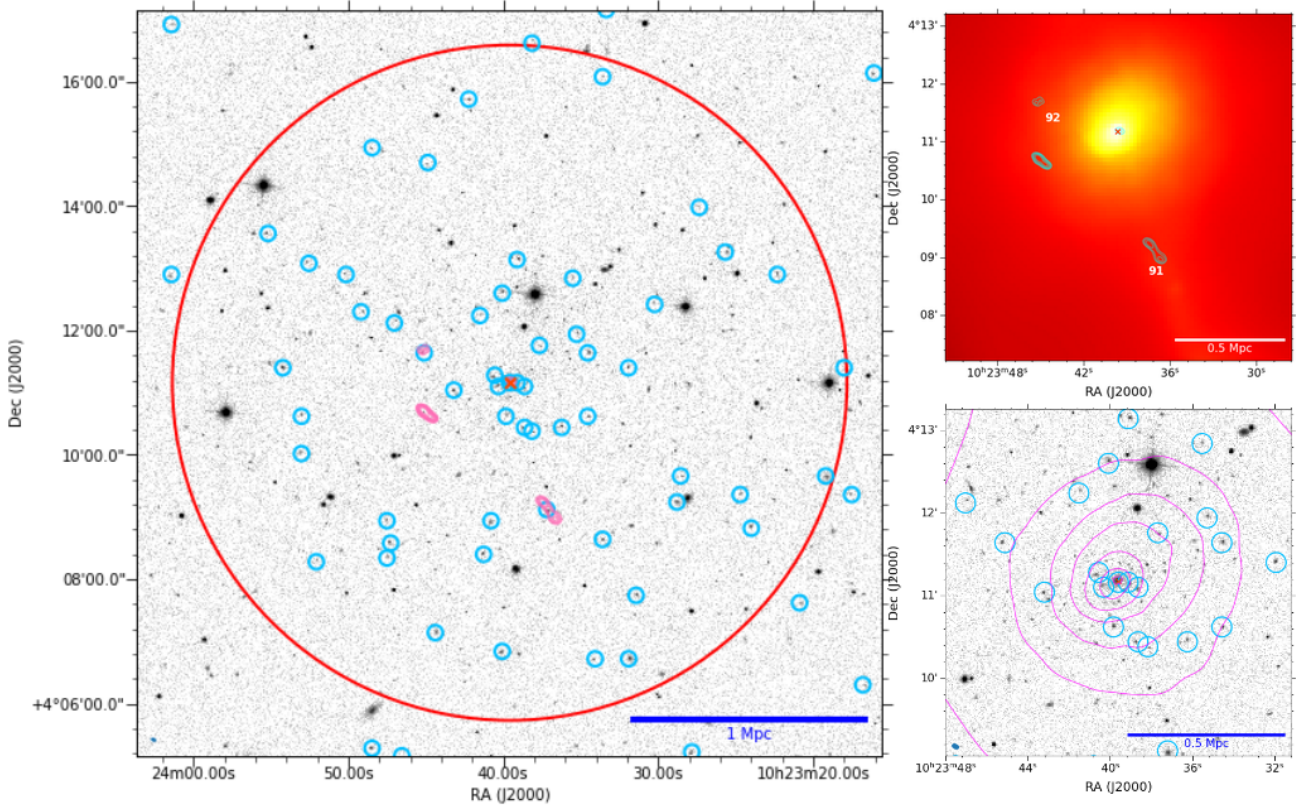 16'00.0"
14'00.0"
12'00.0"
10'00.0"
08'00.0"
+4°06'00.0"
Dec (J2000)
1 Mpc
24m00.00s
50.00s
40.00s
30.00s
10h23m20.00s
RA (J2000)
4°13'
12'
11'
10'
09'
08'
Dec (J2000)
92
91
0.5 Mpc
10ʰ23ᵐ48ˢ
42ˢ
36ˢ
30ˢ
RA (J2000)
4°13'
12'
11'
10'
Dec (J2000)
0.5 Mpc
10ʰ23ᵐ48ˢ
44ˢ
40ˢ
36ˢ
32ˢ
RA (J2000)